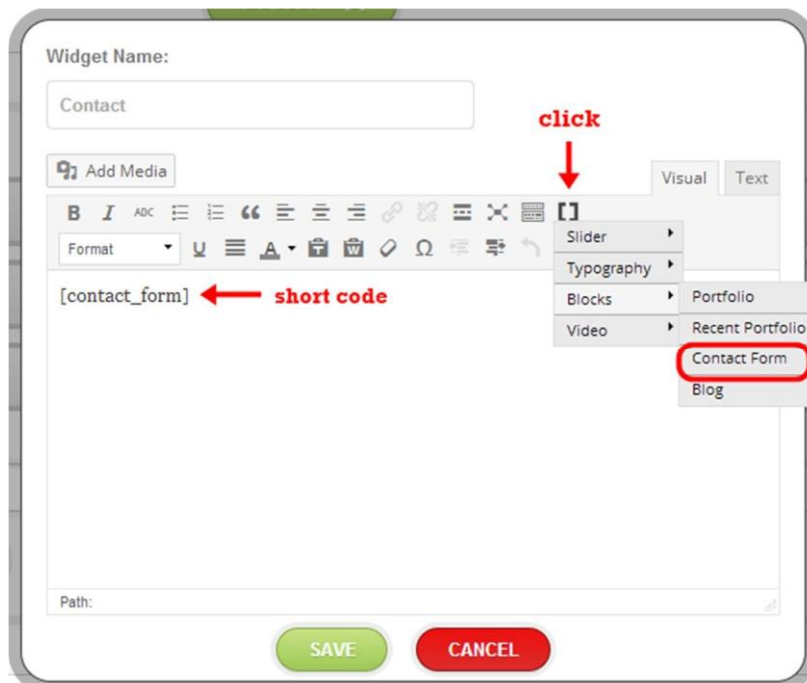 Widget Name:
Contact
click
Add Media
Visual Text
B I ABC
Format U A T W Ω
Slider
Typography
[contact_form] short code
Blocks
Portfolio
Video
Recent Portfolio
Contact Form
Blog
Path:
SAVE CANCEL